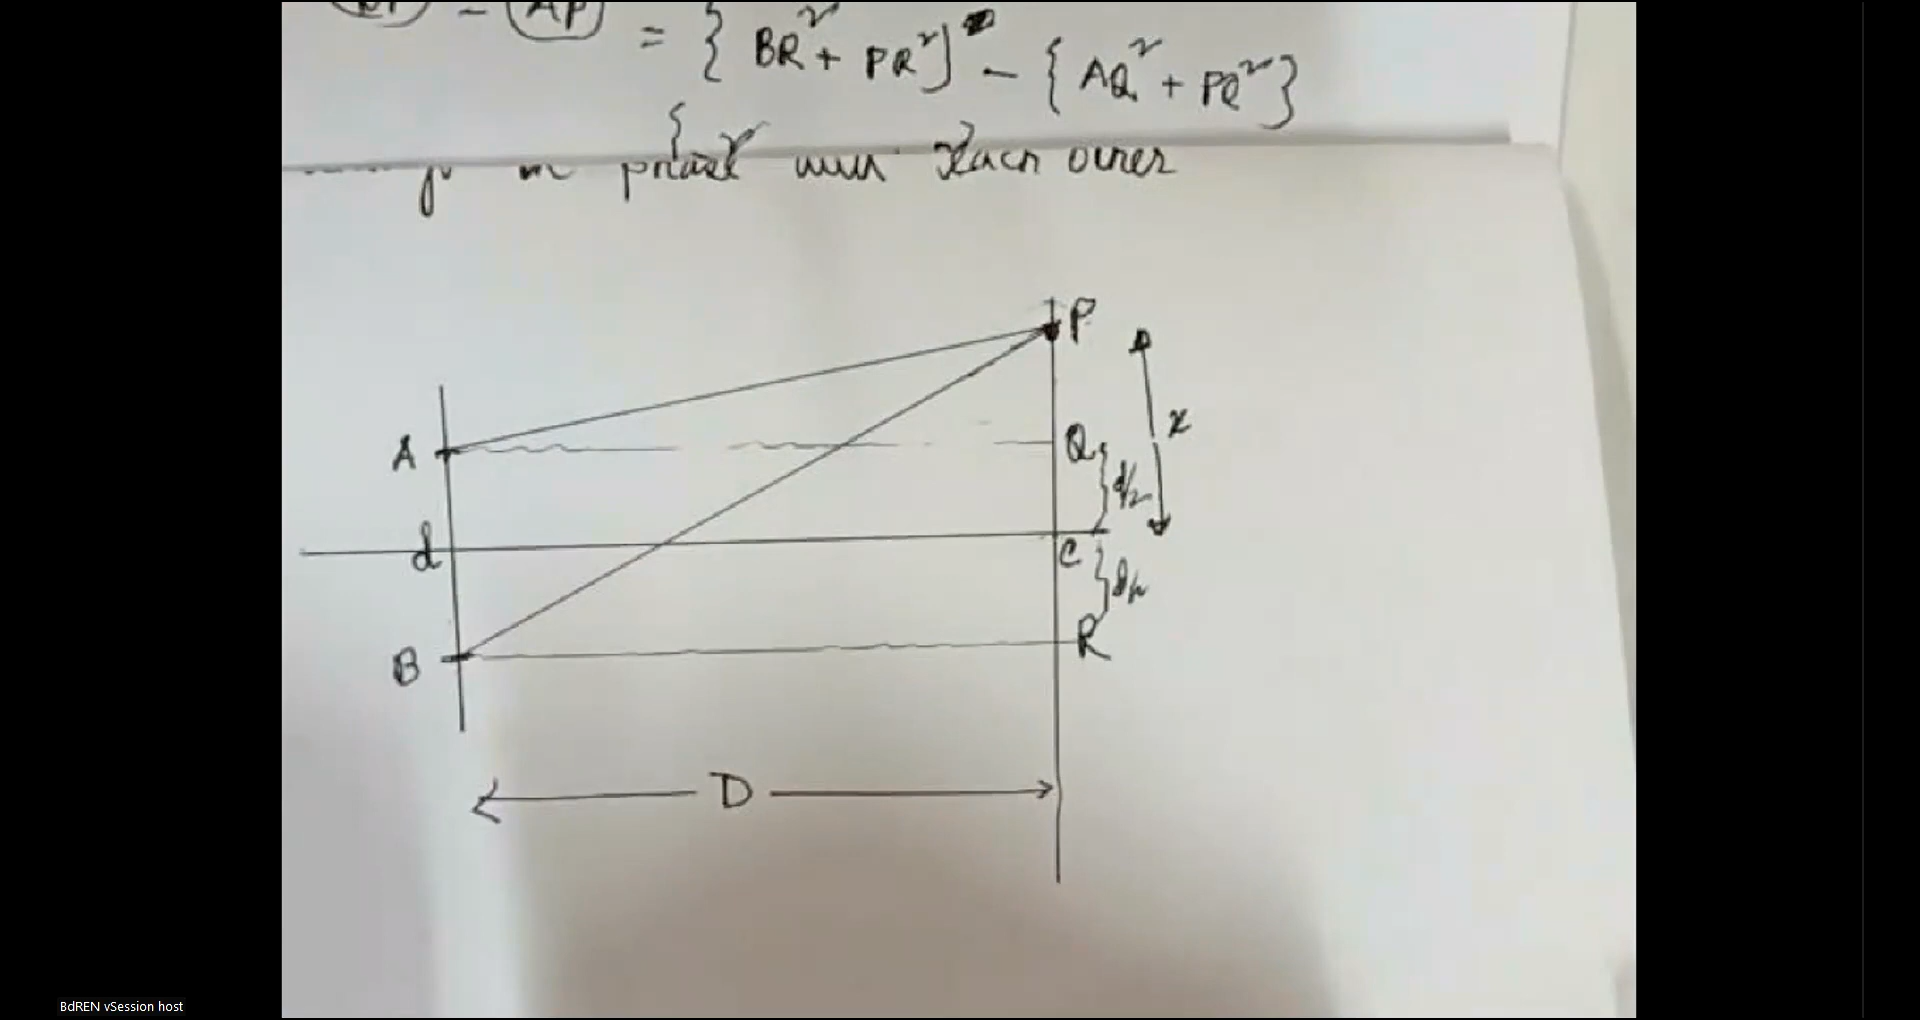 = { BR² + PR² } - { AQ² + PQ² }
in phase with each other
P
x
A
Q
d/2
d
C
d/2
B
R
D
BdREN vSession host